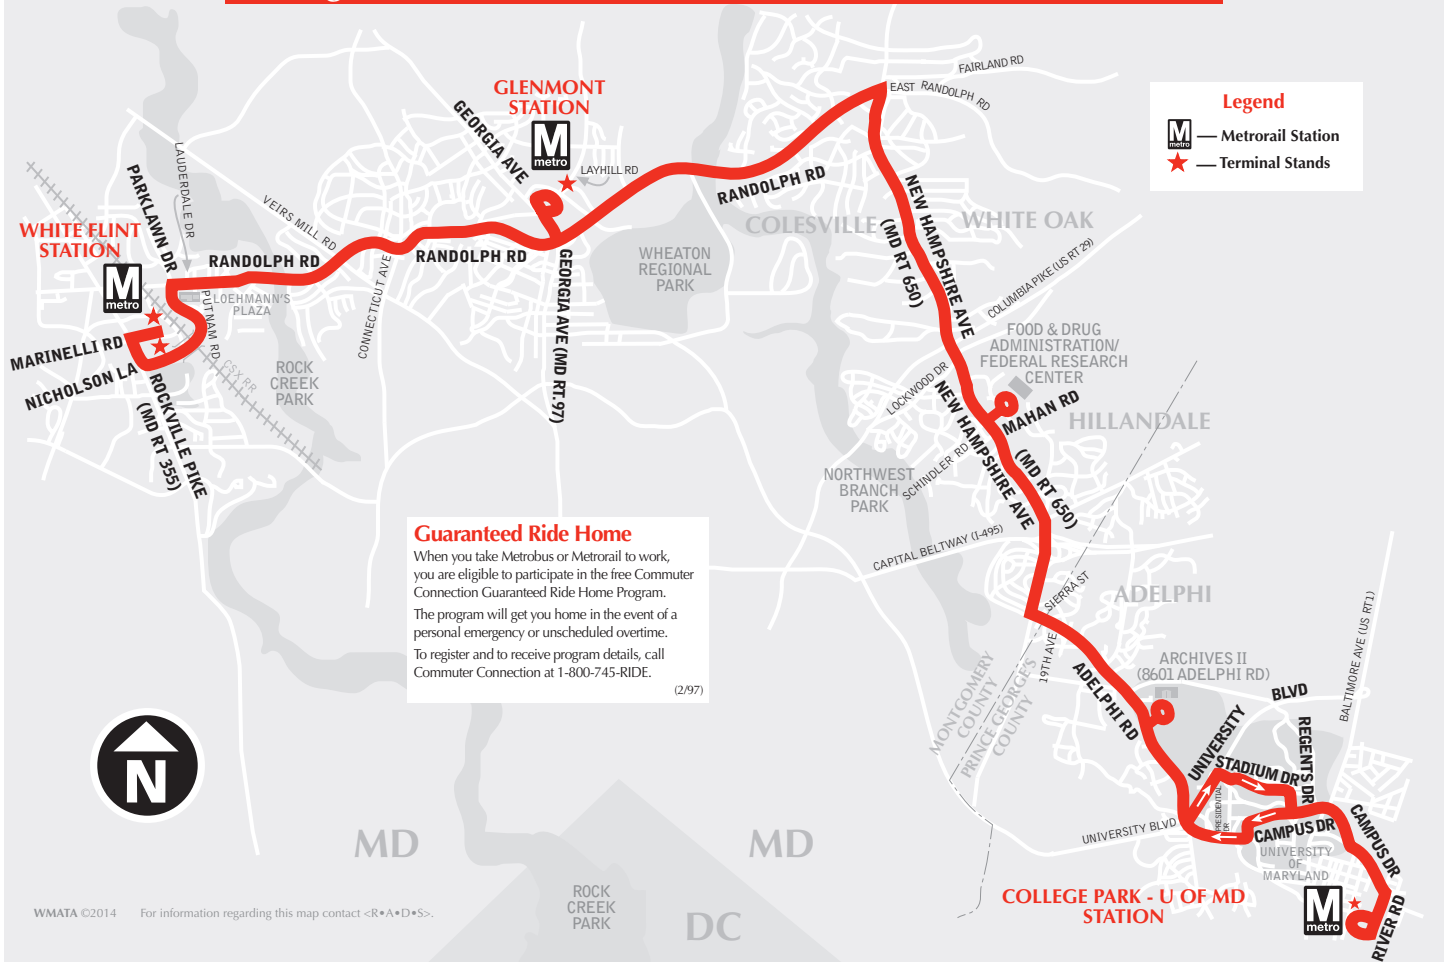 FAIRLAND RD
EAST RANDOLPH RD
GLENMONT
STATION
GEORGIA AVE
M
metro
LAYHILL RD
Legend
M
metro
— Metrorail Station
— Terminal Stands
LAUDERDALE DR
PARKLAWN DR
VEIRS MILL RD
WHITE FLINT
STATION
M
metro
RANDOLPH RD
RANDOLPH RD
RANDOLPH RD
COLESVILLE
NEW HAMPSHIRE AVE
(MD RT 650)
WHITE OAK
WHEATON
REGIONAL
PARK
GEORGIA AVE (MD RT.97)
CONNECTICUT AVE
LOEHMANN'S
PLAZA
PUTNAM RD
COLUMBIA PIKE (US RT 29)
MARINELLI RD
NICHOLSON LA
CSX RR
ROCK
CREEK
PARK
ROCKVILLE PIKE
(MD RT 355)
FOOD & DRUG
ADMINISTRATION/
FEDERAL RESEARCH
CENTER
LOCKWOOD DR
MAHAN RD
HILLANDALE
NEW HAMPSHIRE AVE
(MD RT 650)
SCHINDLER RD
NORTHWEST
BRANCH
PARK
CAPITAL BELTWAY (I-495)
Guaranteed Ride Home
When you take Metrobus or Metrorail to work,
you are eligible to participate in the free Commuter
Connection Guaranteed Ride Home Program.
The program will get you home in the event of a
personal emergency or unscheduled overtime.
To register and to receive program details, call
Commuter Connection at 1-800-745-RIDE.
(2/97)
SIERRA ST
ADELPHI
19TH AVE
ADELPHI RD
MONTGOMERY
COUNTY
PRINCE GEORGE'S
COUNTY
ARCHIVES II
(8601 ADELPHI RD)
BALTIMORE AVE (US RT1)
UNIVERSITY BLVD
REGENTS DR
STADIUM DR
PRESIDENTIAL
DR
CAMPUS DR
CAMPUS DR
UNIVERSITY BLVD
UNIVERSITY
OF
MARYLAND
N
MD
MD
DC
ROCK
CREEK
PARK
COLLEGE PARK - U OF MD
STATION
M
metro
RIVER RD
WMATA ©2014 For information regarding this map contact <R•A•D•S>.